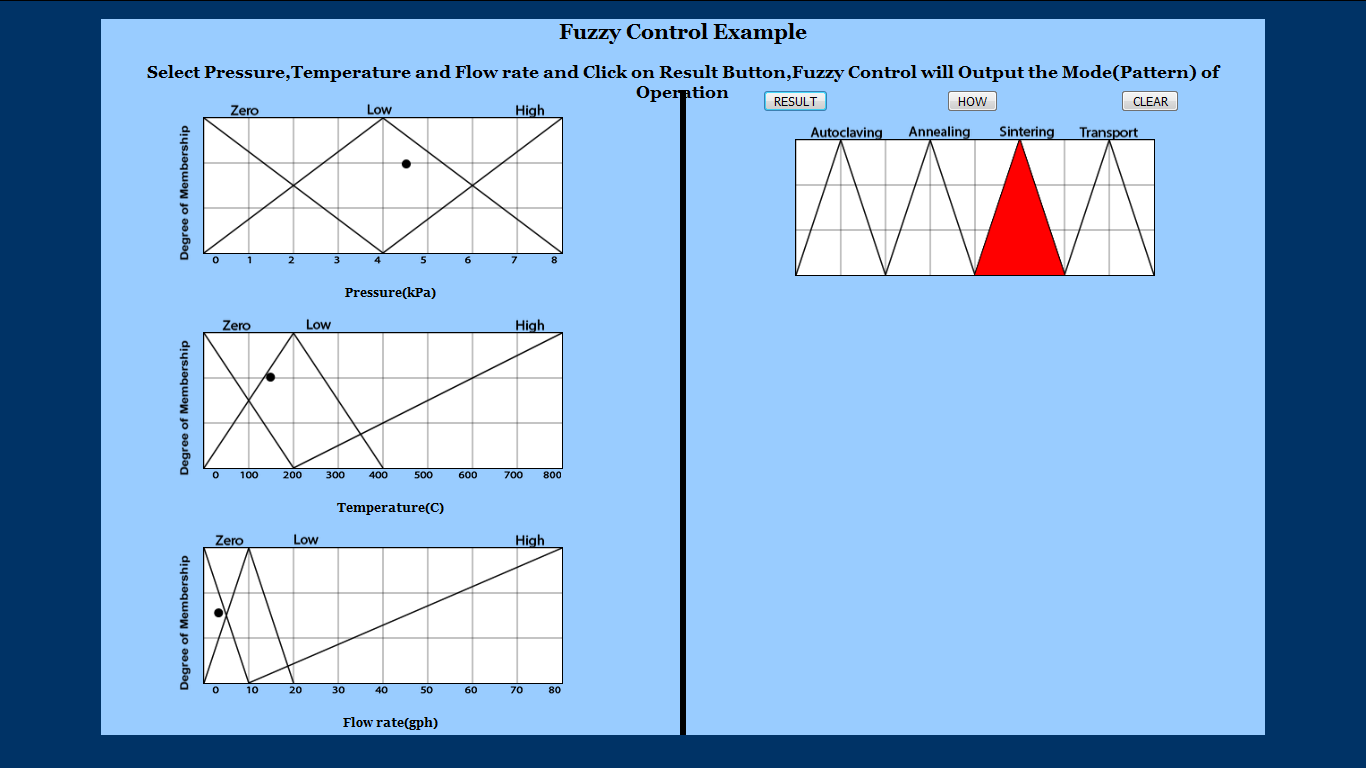 Fuzzy Control Example
Select Pressure,Temperature and Flow rate and Click on Result Button,Fuzzy Control will Output the Mode(Pattern) of
Operation
Zero Low High
Degree of Membership
0 1 2 3 4 5 6 7 8
Pressure(kPa)
Zero Low High
Degree of Membership
0 100 200 300 400 500 600 700 800
Temperature(C)
Zero Low High
Degree of Membership
0 10 20 30 40 50 60 70 80
Flow rate(gph)
RESULT HOW CLEAR
Autoclaving Annealing Sintering Transport